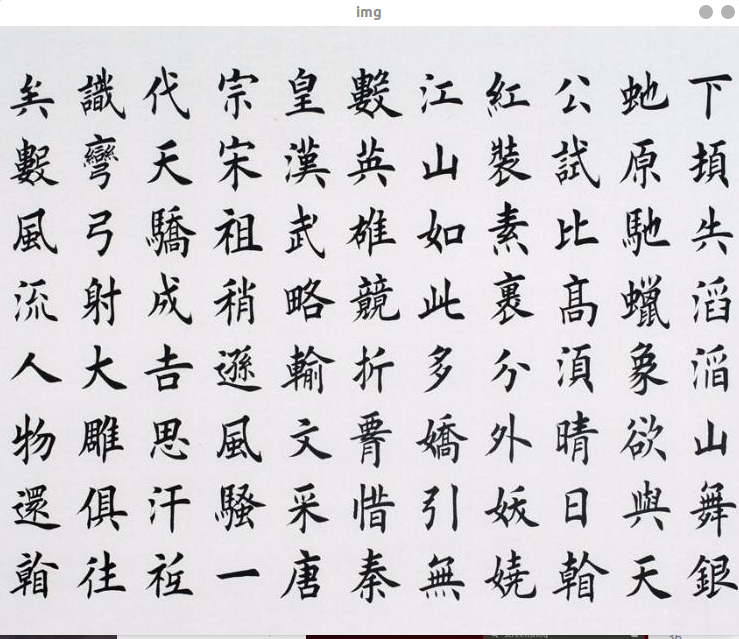 img
下頓失滔滔山舞銀
虵原馳蠟象欲與天
公試比高須晴日看
紅裝素裹分外妖嬈
江山如此多嬌引無
數英雄競折腰惜秦
皇漢武略輸文采唐
宗宋祖稍遜風騷一
代天驕成吉思汗祗
識彎弓射大雕俱往
矣數風流人物還看